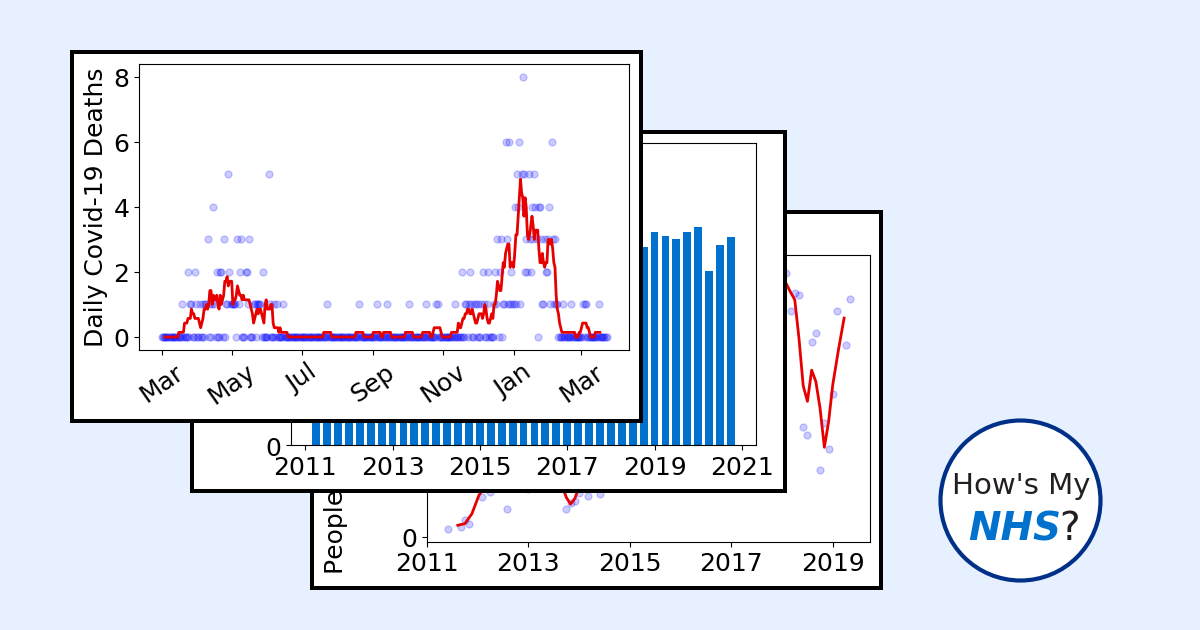 Daily Covid-19 Deaths
8
6
4
2
0
Mar May Jul Sep Nov Jan Mar
0
2011 2013 2015 2017 2019 2021
People
0
2011 2013 2015 2017 2019
How's My
NHS?